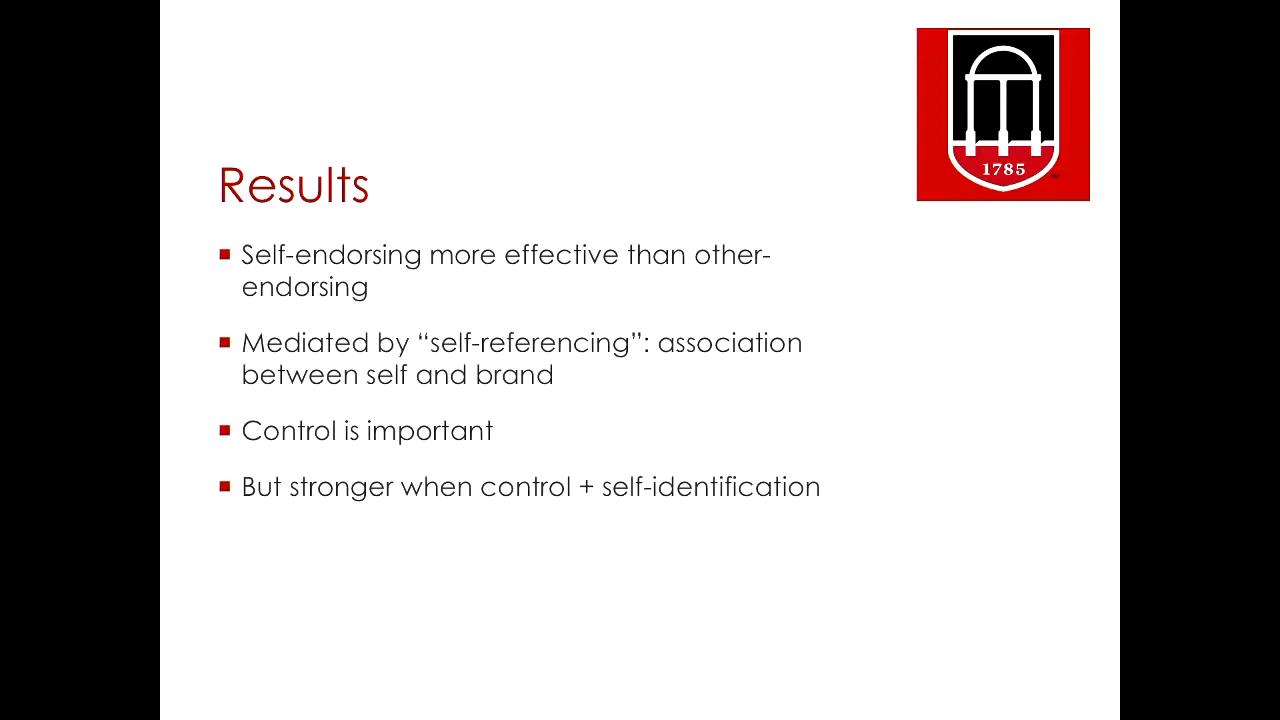 1785
Results
Self-endorsing more effective than other-
endorsing
Mediated by “self-referencing”: association
between self and brand
Control is important
But stronger when control + self-identification